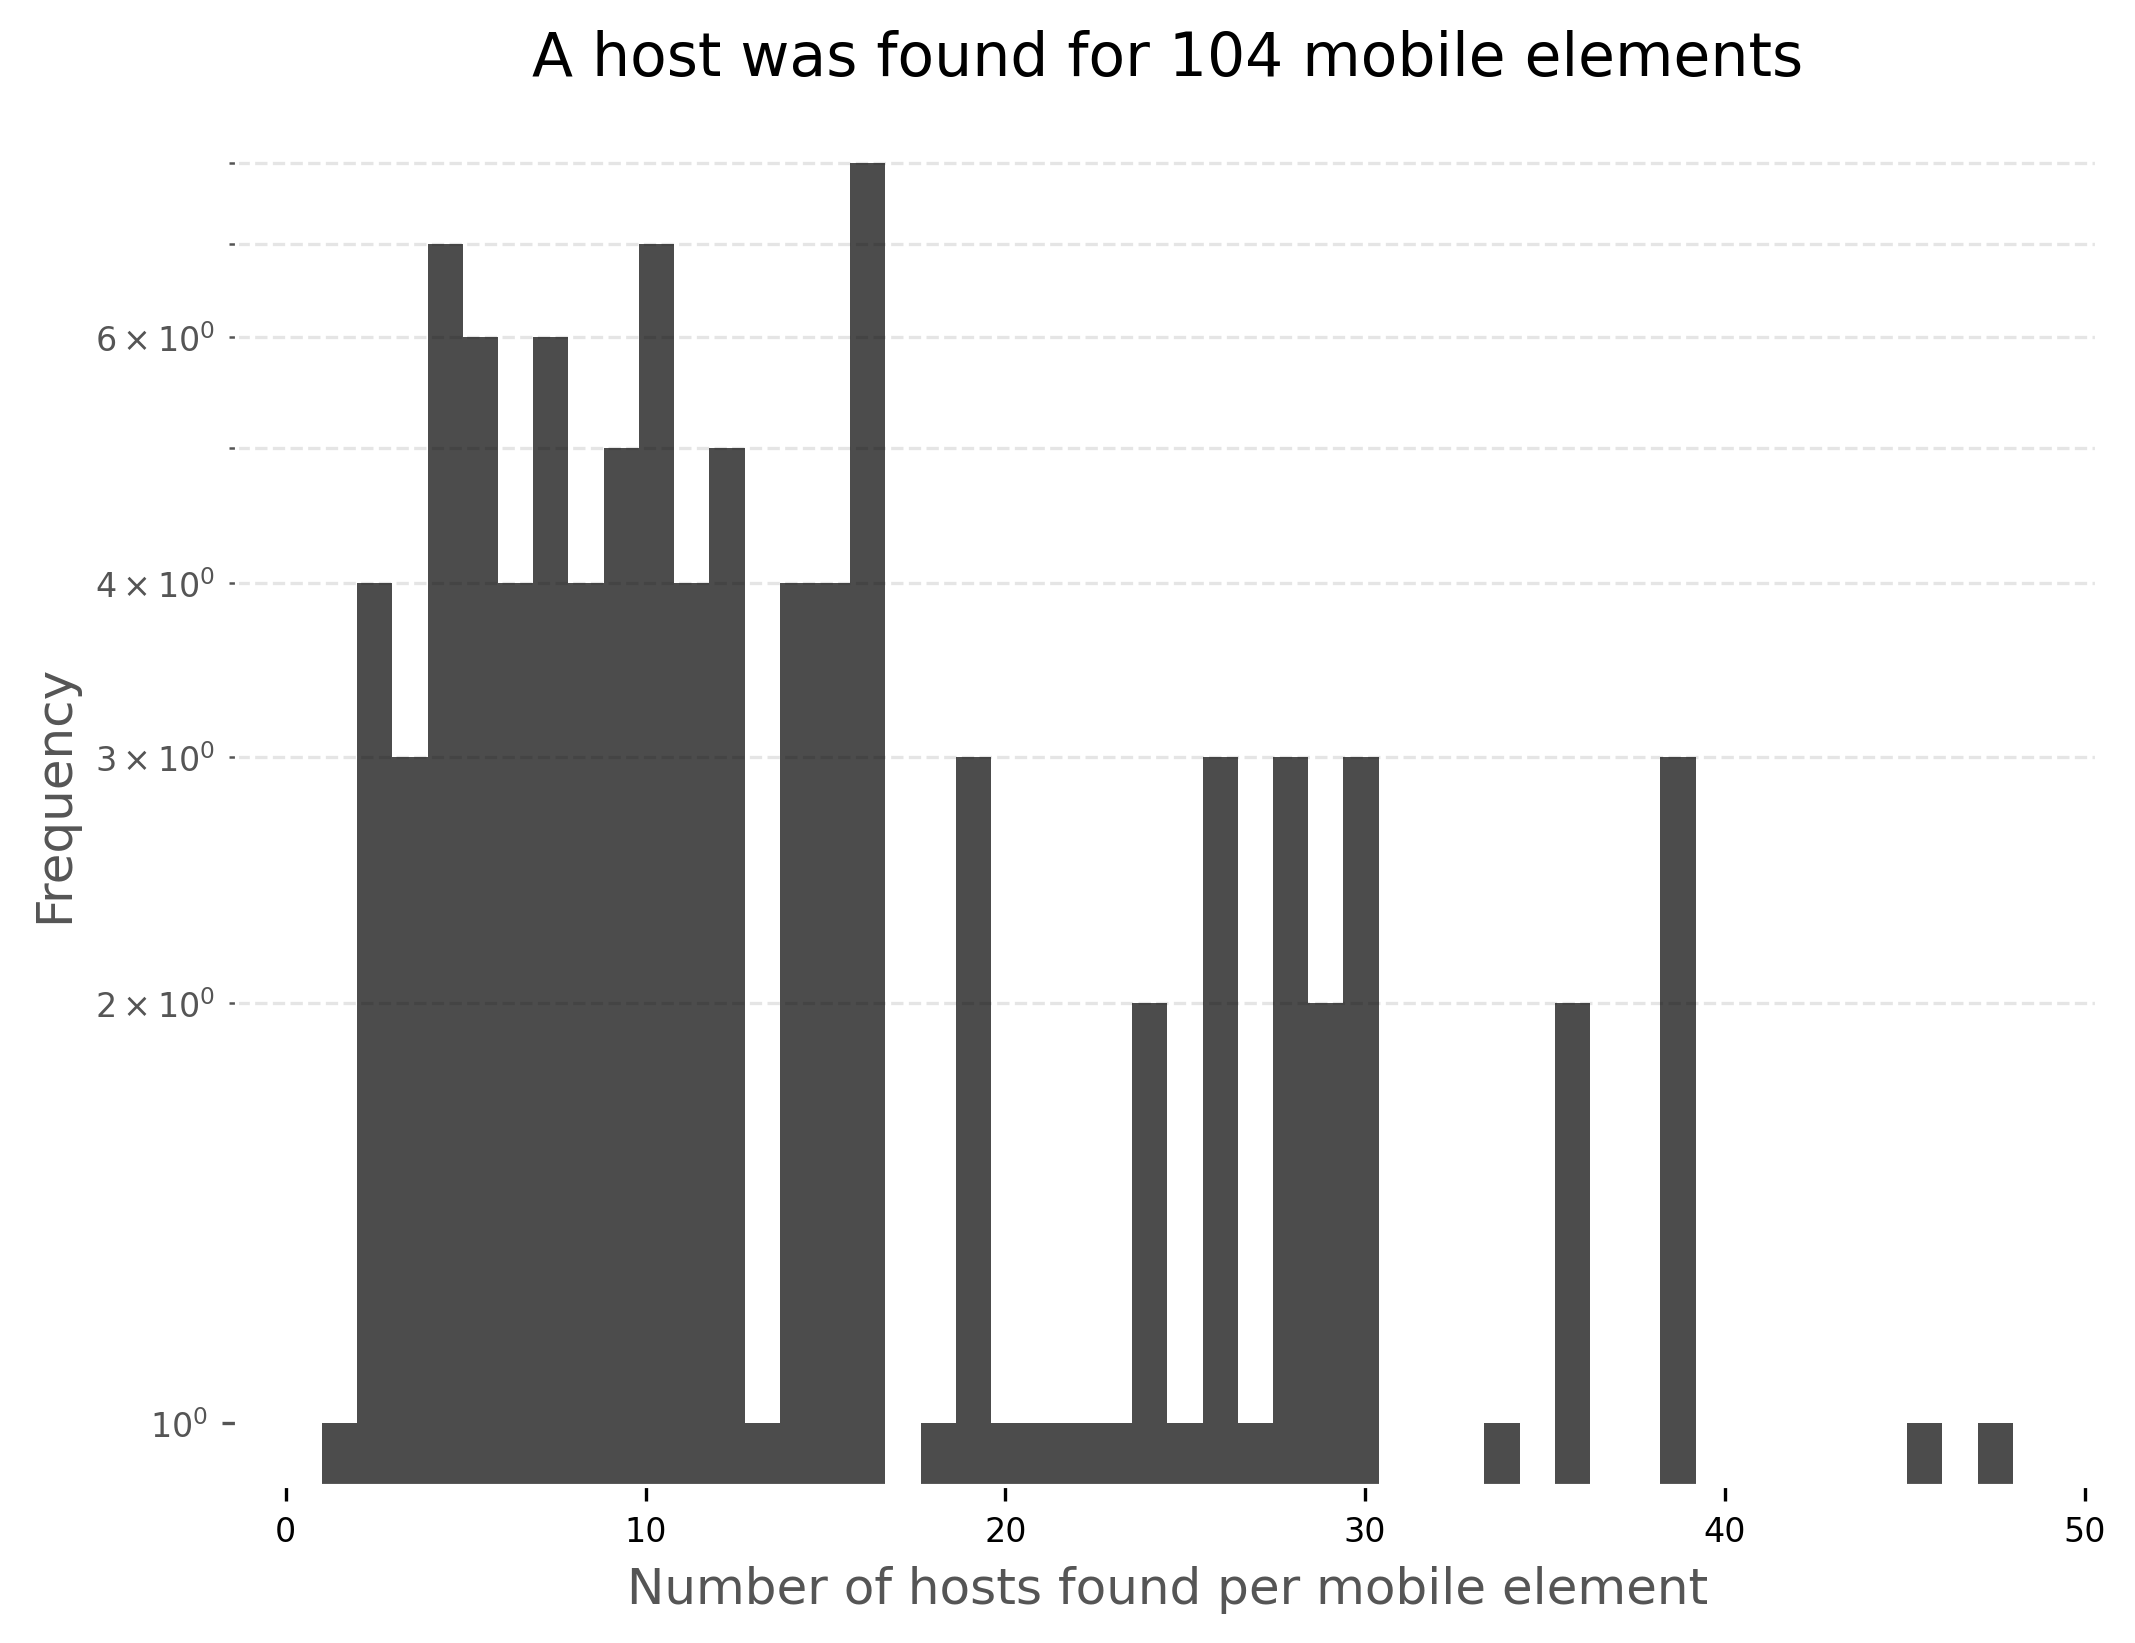 A host was found for 104 mobile elements
6 × 10⁰
4 × 10⁰
3 × 10⁰
2 × 10⁰
10⁰
Frequency
0 10 20 30 40 50
Number of hosts found per mobile element